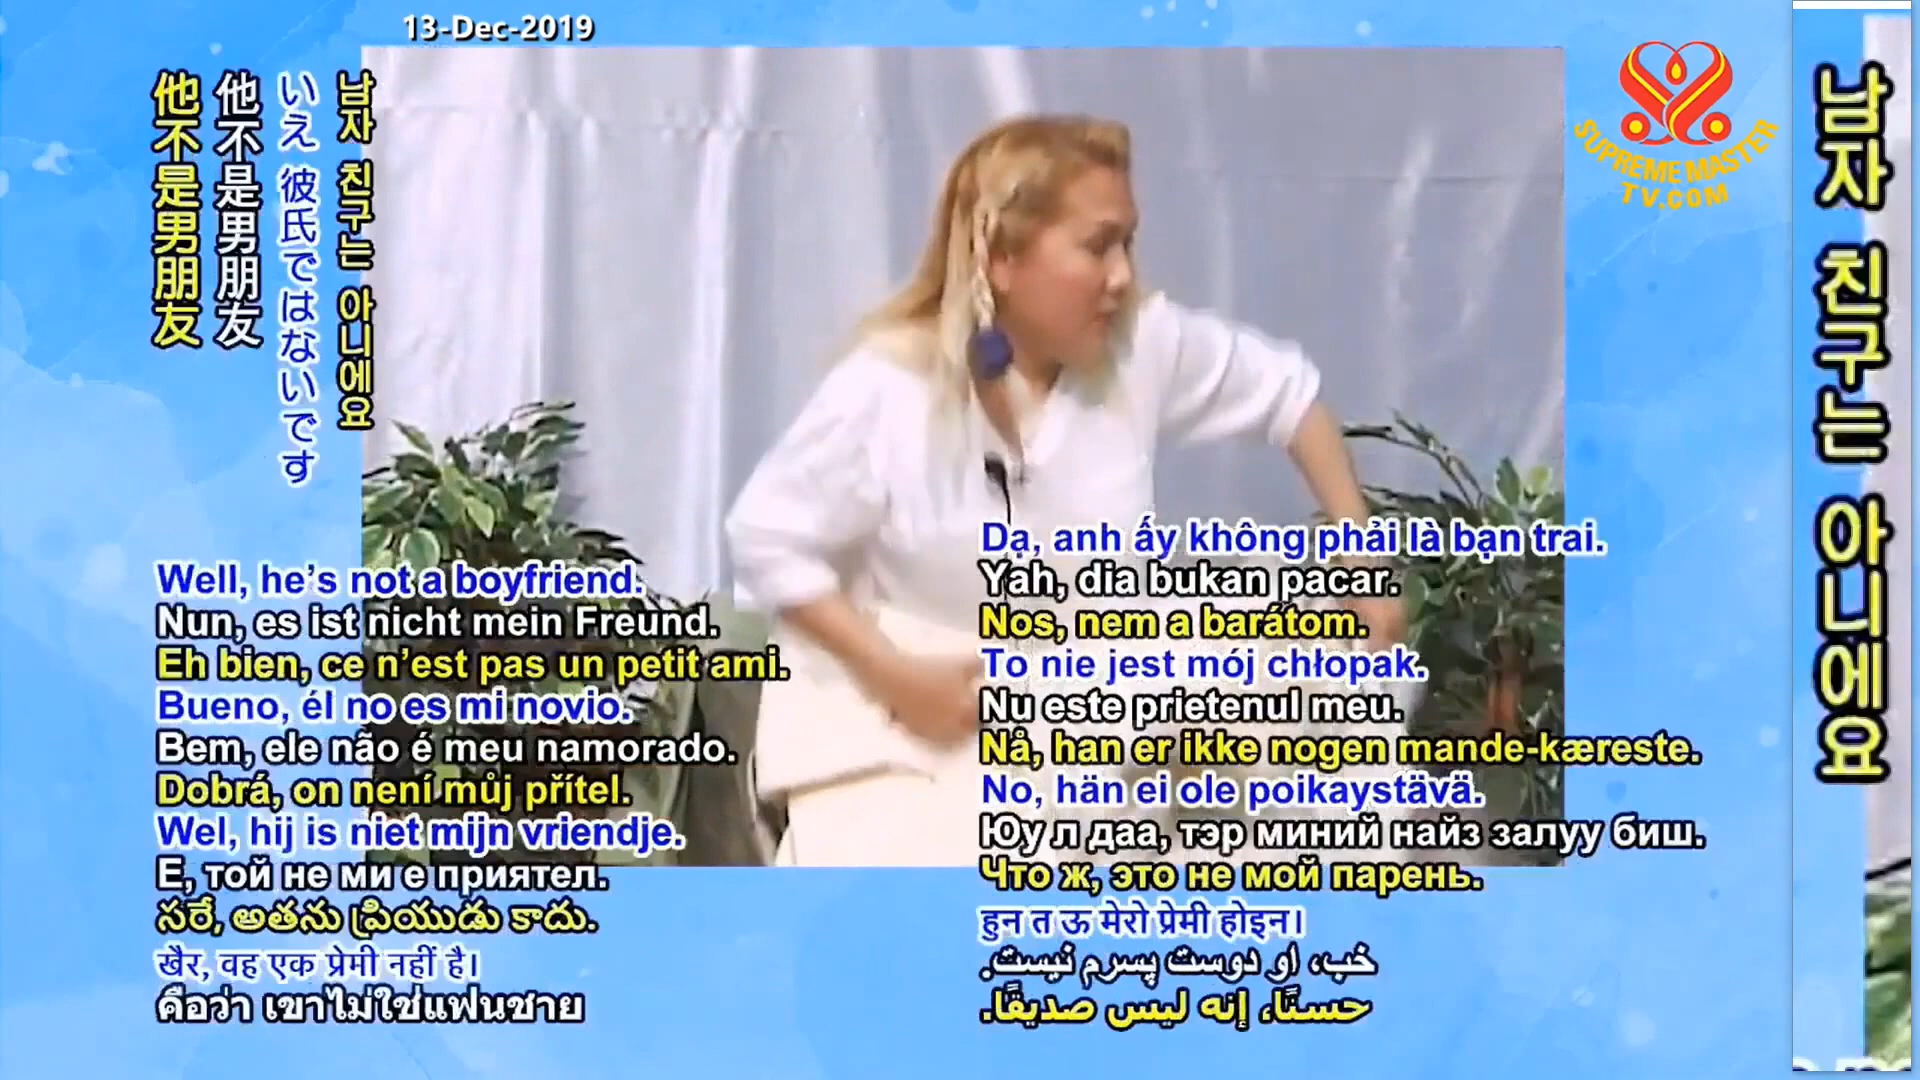 13-Dec-2019
SUPREME MASTER
TV.COM
남자 친구는 아니에요
いえ 彼氏ではないです
他不是男朋友
他不是男朋友
Well, he's not a boyfriend.
Nun, es ist nicht mein Freund.
Eh bien, ce n'est pas un petit ami.
Bueno, él no es mi novio.
Bem, ele não é meu namorado.
Dobrá, on není můj přítel.
Wel, hij is niet mijn vriendje.
Е, той не ми е приятел.
సరే, అతను ప్రియుడు కాదు.
खैर, वह एक प्रेमी नहीं है।
คือว่า เขาไม่ใช่แฟนชาย
Dạ, anh ấy không phải là bạn trai.
Yah, dia bukan pacar.
Nos, nem a barátom.
To nie jest mój chłopak.
Nu este prietenul meu.
Nå, han er ikke nogen mande-kæreste.
No, hän ei ole poikaystävä.
Юу л даа, тэр миний найз залуу биш.
Что ж, это не мой парень.
हुन त ऊ मेरो प्रेमी होइन।
خب، او دوست پسرم نیست.
حسنًا، إنه ليس صديقًا.
남자 친구는 아니에요